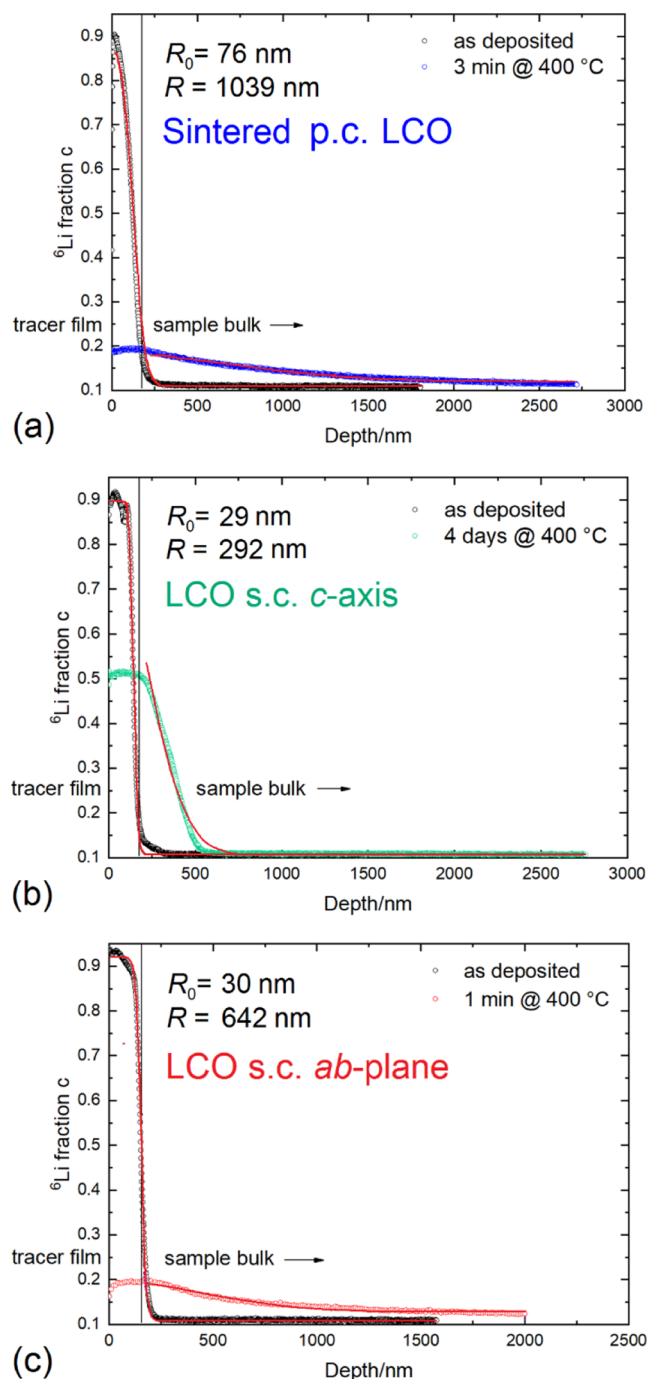 0.9
0.8
0.7
0.6
0.5
0.4
0.3
0.2
0.1
⁶Li fraction c
R₀= 76 nm
R = 1039 nm
Sintered p.c. LCO
as deposited
3 min @ 400 °C
tracer film
sample bulk →
0 500 1000 1500 2000 2500 3000
Depth/nm
(a)
0.9
0.8
0.7
0.6
0.5
0.4
0.3
0.2
0.1
⁶Li fraction c
R₀= 29 nm
R = 292 nm
LCO s.c. c-axis
as deposited
4 days @ 400 °C
tracer film
sample bulk →
0 500 1000 1500 2000 2500 3000
Depth/nm
(b)
0.9
0.8
0.7
0.6
0.5
0.4
0.3
0.2
0.1
⁶Li fraction c
R₀= 30 nm
R = 642 nm
LCO s.c. ab-plane
as deposited
1 min @ 400 °C
tracer film
sample bulk →
0 500 1000 1500 2000 2500
Depth/nm
(c)